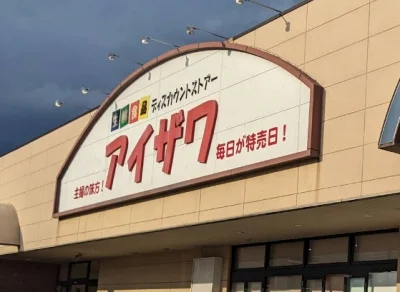 生鮮食品 ディスカウントストアー
アイザワ
主婦の味方！
毎日が特売日！